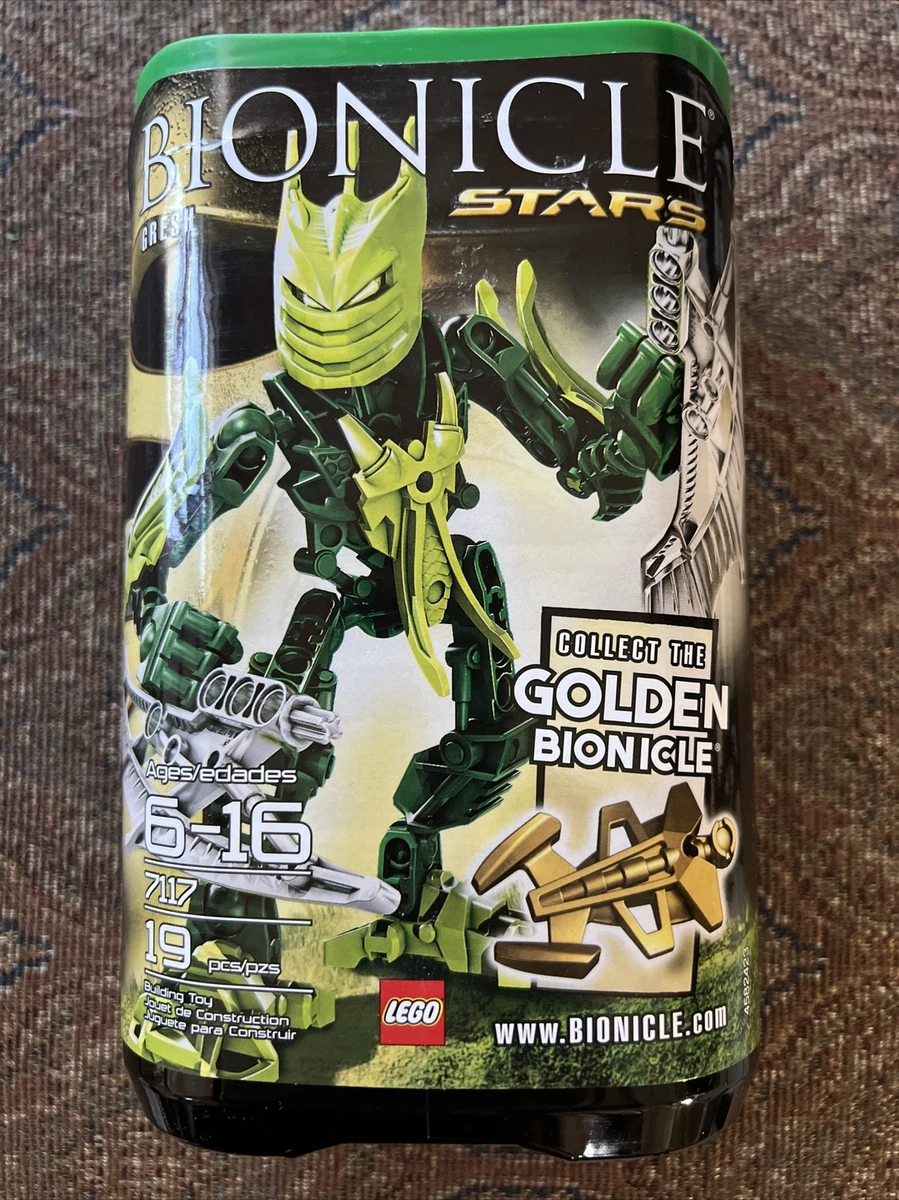 BIONICLE®
STARS
GRESH
COLLECT THE
GOLDEN
BIONICLE®
Ages/edades
6-16
7117
19 pcs/pzs
Building Toy
Jouet de Construction
Juguete para Construir
LEGO
www.BIONICLE.com
4582423